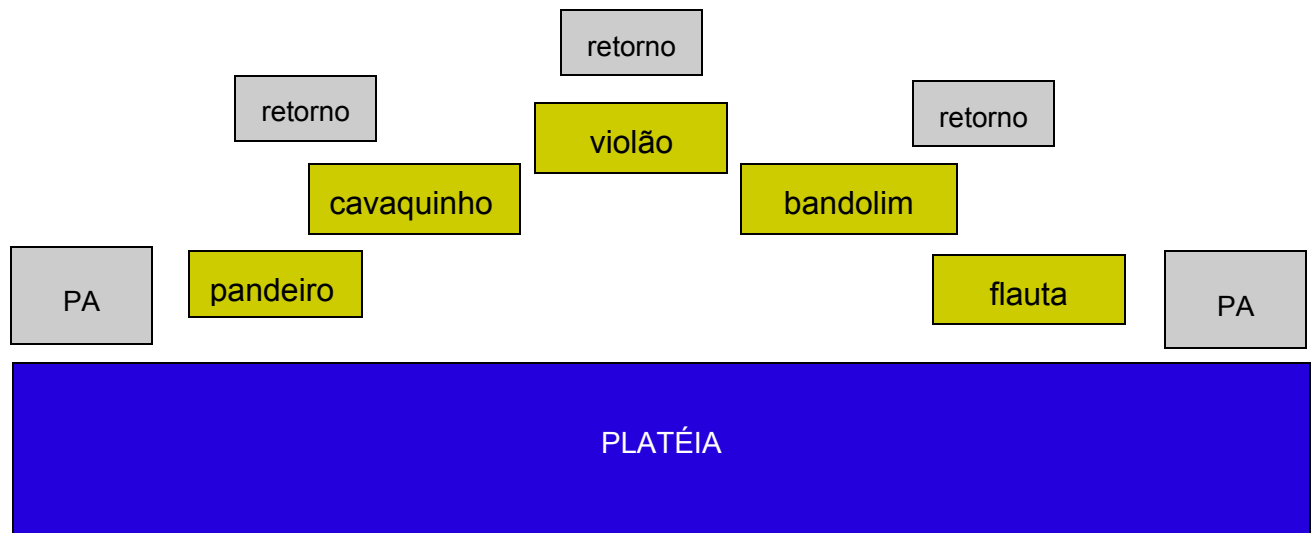 retorno
retorno
retorno
violão
cavaquinho
bandolim
PA
pandeiro
flauta
PA
PLATÉIA